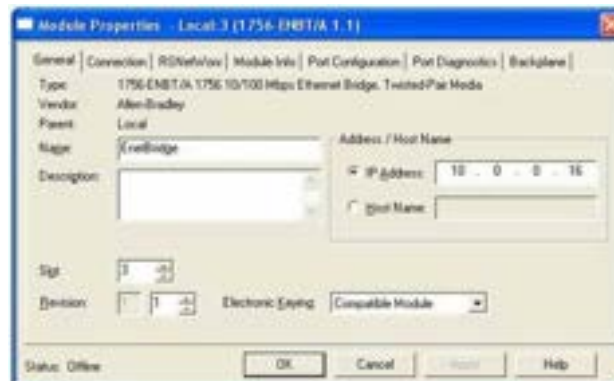 Module Properties - Local:3 (1756-ENBT/A 1.1)
General Connection RSNetWorx Module Info Port Configuration Port Diagnostics Backplane
Type: 1756-ENBT/A 1756 10/100 Mbps Ethernet Bridge, Twisted-Pair Media
Vendor: Allen-Bradley
Parent: Local
Name: EnetBridge
Address / Host Name
Description:
IP Address: 10 . 0 . 0 . 16
Host Name:
Slot: 3
Revision: 1 1 Electronic Keying: Compatible Module
Status: Offline OK Cancel Apply Help